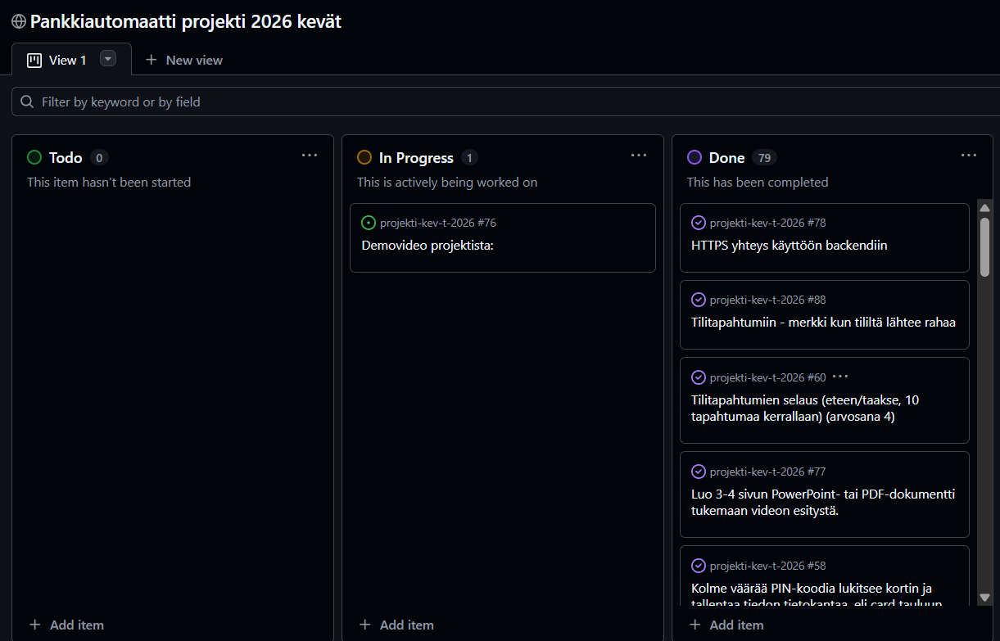 Pankkiautomaatti projekti 2026 kevät
View 1
New view
Filter by keyword or by field
Todo 0
This item hasn't been started
Add item
In Progress 1
This is actively being worked on
projekti-kev-t-2026 #76
Demovideo projektista:
Add item
Done 79
This has been completed
projekti-kev-t-2026 #78
HTTPS yhteys käyttöön backendiin
projekti-kev-t-2026 #88
Tilitapahtumiin - merkki kun tililtä lähtee rahaa
projekti-kev-t-2026 #60
Tilitapahtumien selaus (eteen/taakse, 10
tapahtumaa kerrallaan) (arvosana 4)
projekti-kev-t-2026 #77
Luo 3-4 sivun PowerPoint- tai PDF-dokumentti
tukemaan videon esitystä.
projekti-kev-t-2026 #58
Kolme väärää PIN-koodia lukitsee kortin ja
tallentaa tiedon tietokantaa, eli card tauluun
Add item